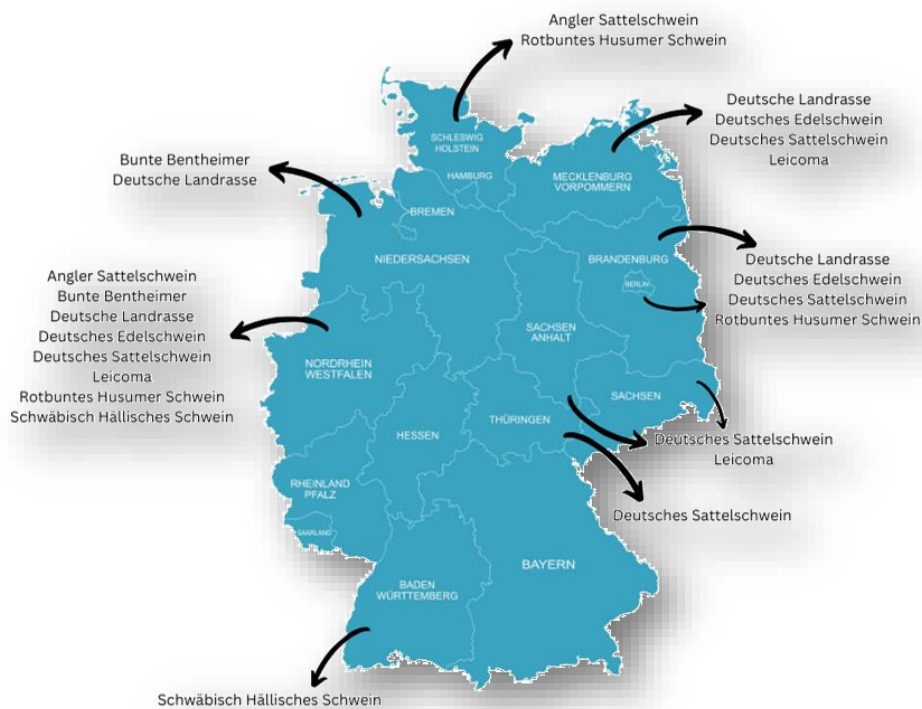 Angler Sattelschwein
Rotbuntes Husumer Schwein
Deutsche Landrasse
Deutsches Edelschwein
Deutsches Sattelschwein
Leicoma
SCHLESWIG
HOLSTEIN
Bunte Bentheimer
Deutsche Landrasse
HAMBURG
MECKLENBURG
VORPOMMERN
BREMEN
NIEDERSACHSEN
BRANDENBURG
BERLIN
Deutsche Landrasse
Deutsches Edelschwein
Deutsches Sattelschwein
Rotbuntes Husumer Schwein
Angler Sattelschwein
Bunte Bentheimer
Deutsche Landrasse
Deutsches Edelschwein
Deutsches Sattelschwein
Leicoma
Rotbuntes Husumer Schwein
Schwäbisch Hällisches Schwein
SACHSEN
ANHALT
NORDRHEIN
WESTFALEN
SACHSEN
THÜRINGEN
HESSEN
Deutsches Sattelschwein
Leicoma
RHEINLAND
PFALZ
Deutsches Sattelschwein
SAARLAND
BAYERN
BADEN
WÜRTTEMBERG
Schwäbisch Hällisches Schwein